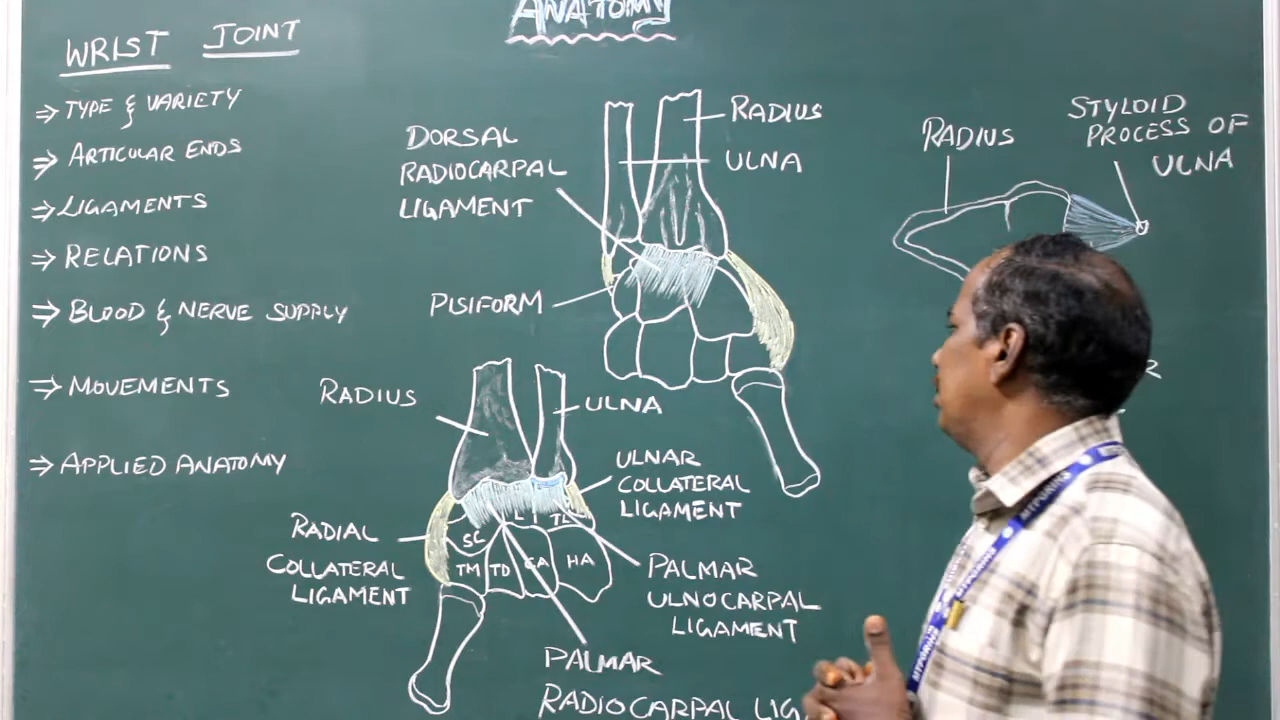 ANATOMY
WRIST JOINT
⇒ TYPE & VARIETY
⇒ ARTICULAR ENDS
⇒ LIGAMENTS
⇒ RELATIONS
⇒ BLOOD & NERVE SUPPLY
⇒ MOVEMENTS
⇒ APPLIED ANATOMY
DORSAL
RADIOCARPAL
LIGAMENT
RADIUS
ULNA
PISIFORM
RADIUS
STYLOID
PROCESS OF
ULNA
RADIUS
ULNA
ULNAR
COLLATERAL
LIGAMENT
RADIAL
COLLATERAL
LIGAMENT
SC
L
TL
TM
TD
CA
HA
PALMAR
ULNOCARPAL
LIGAMENT
PALMAR
RADIOCARPAL LIG.
R